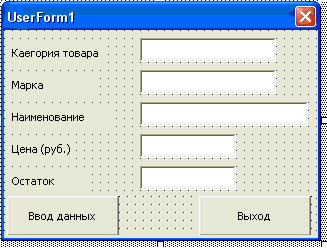 UserForm1
Каегория товара
Марка
Наименование
Цена (руб.)
Остаток
Ввод данных
Выход